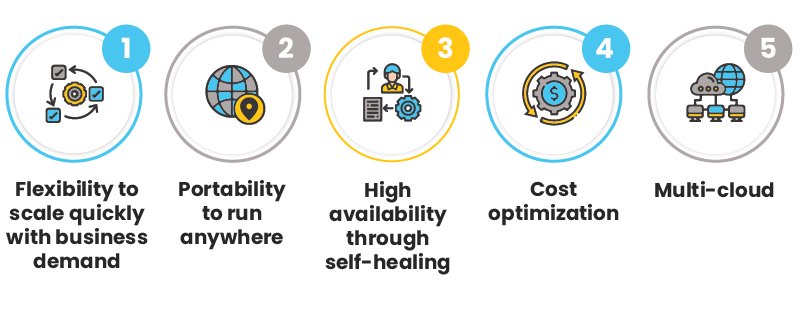 1
Flexibility to
scale quickly
with business
demand
2
Portability
to run
anywhere
3
High
availability
through
self-healing
4
$
Cost
optimization
5
Multi-cloud